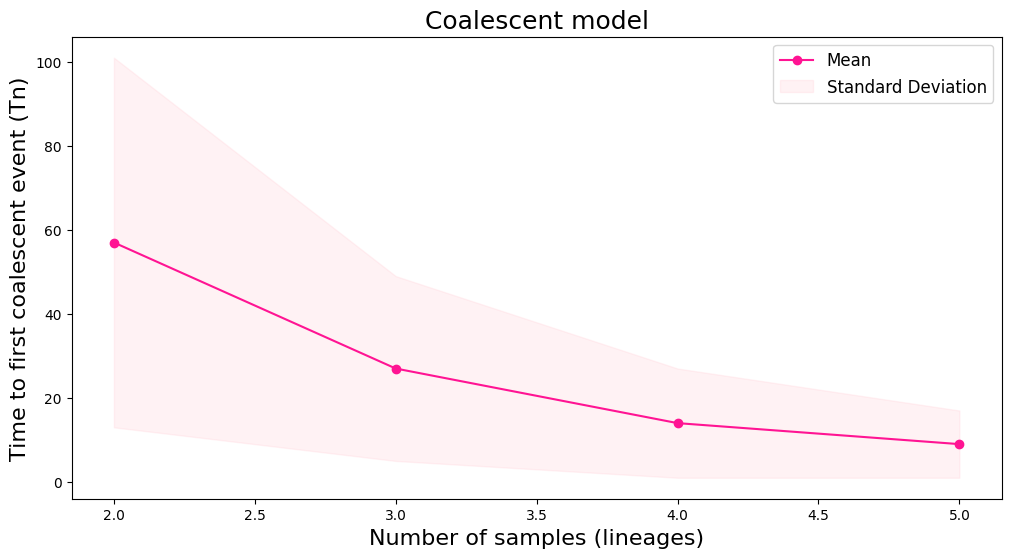 Coalescent model
Mean
Standard Deviation
Time to first coalescent event (Tn)
100
80
60
40
20
0
2.0 2.5 3.0 3.5 4.0 4.5 5.0
Number of samples (lineages)